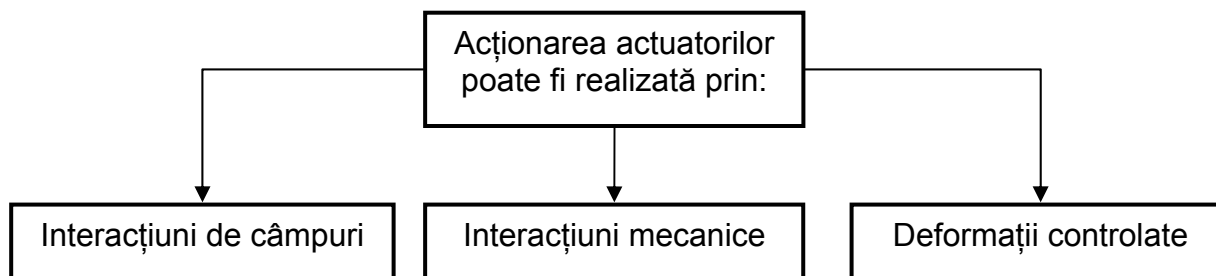 Acționarea actuatorilor
poate fi realizată prin:
Interacțiuni de câmpuri
Interacțiuni mecanice
Deformații controlate